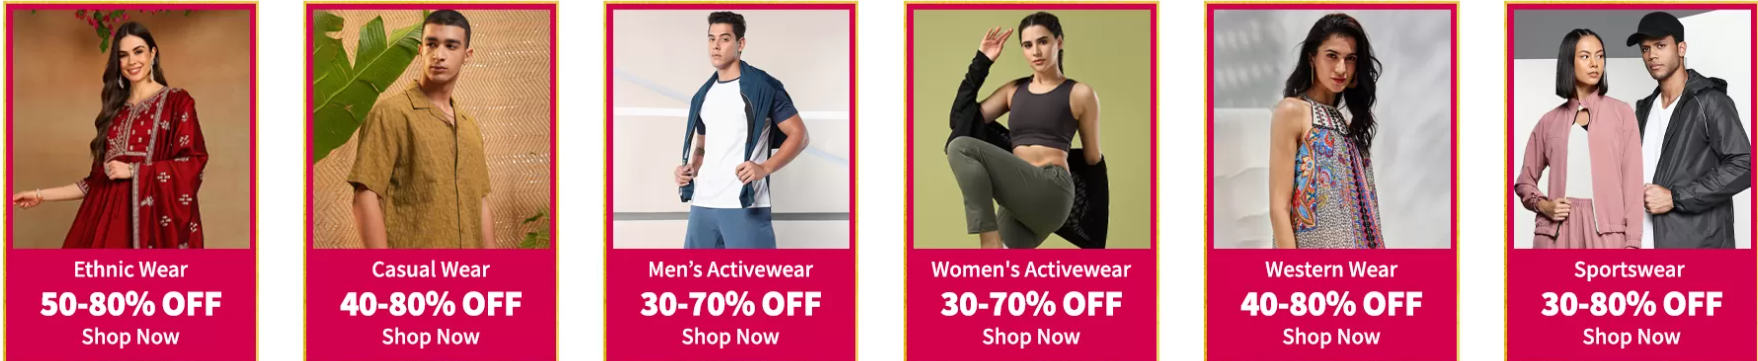 Ethnic Wear
50-80% OFF
Shop Now
Casual Wear
40-80% OFF
Shop Now
Men’s Activewear
30-70% OFF
Shop Now
Women's Activewear
30-70% OFF
Shop Now
Western Wear
40-80% OFF
Shop Now
Sportswear
30-80% OFF
Shop Now